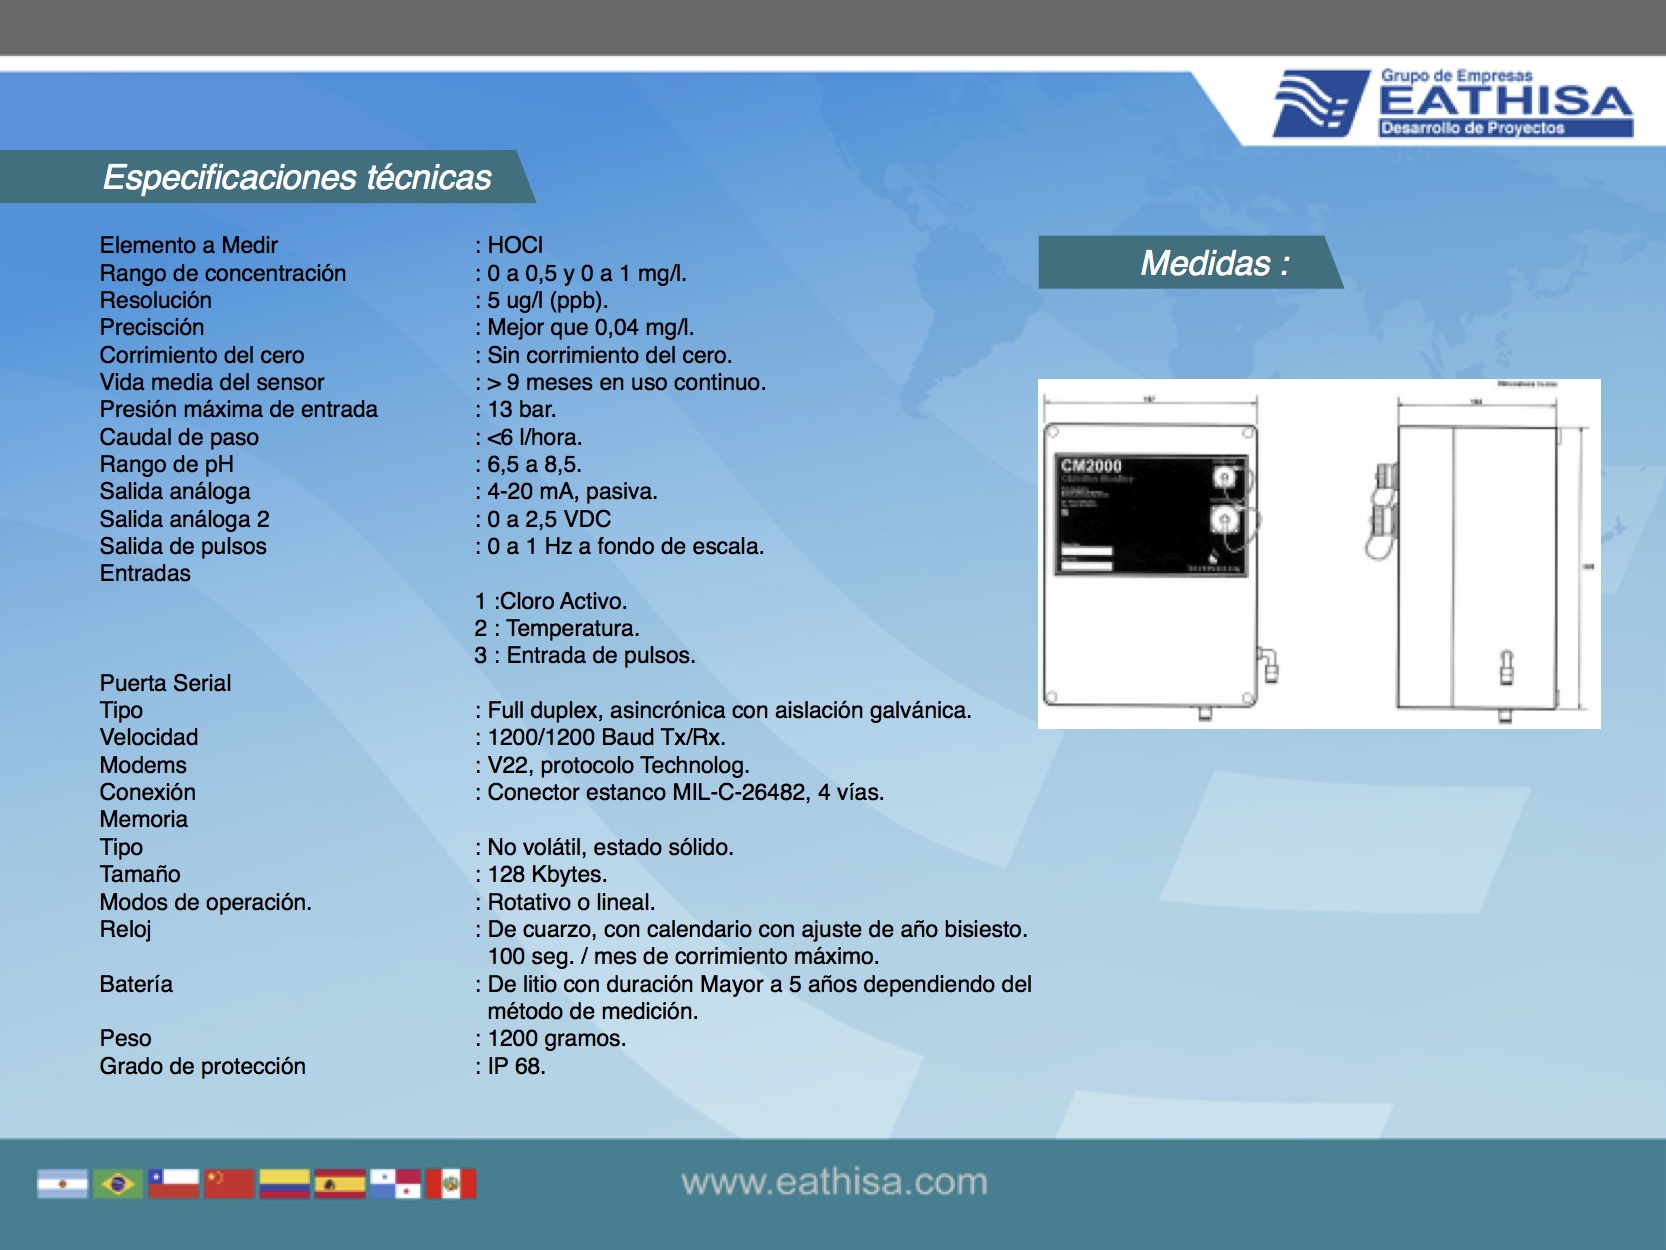 Grupo de Empresas
EATHISA
Desarrollo de Proyectos
Especificaciones técnicas
Elemento a Medir : HOCI
Rango de concentración : 0 a 0,5 y 0 a 1 mg/l.
Resolución : 5 ug/l (ppb).
Precisción : Mejor que 0,04 mg/l.
Corrimiento del cero : Sin corrimiento del cero.
Vida media del sensor : > 9 meses en uso continuo.
Presión máxima de entrada : 13 bar.
Caudal de paso : <6 l/hora.
Rango de pH : 6,5 a 8,5.
Salida análoga : 4-20 mA, pasiva.
Salida análoga 2 : 0 a 2,5 VDC
Salida de pulsos : 0 a 1 Hz a fondo de escala.
Entradas
1 :Cloro Activo.
2 : Temperatura.
3 : Entrada de pulsos.
Puerta Serial
Tipo : Full duplex, asincrónica con aislación galvánica.
Velocidad : 1200/1200 Baud Tx/Rx.
Modems : V22, protocolo Technolog.
Conexión : Conector estanco MIL-C-26482, 4 vías.
Memoria
Tipo : No volátil, estado sólido.
Tamaño : 128 Kbytes.
Modos de operación. : Rotativo o lineal.
Reloj : De cuarzo, con calendario con ajuste de año bisiesto.
100 seg. / mes de corrimiento máximo.
Batería : De litio con duración Mayor a 5 años dependiendo del
método de medición.
Peso : 1200 gramos.
Grado de protección : IP 68.
Medidas :
CM2000
www.eathisa.com